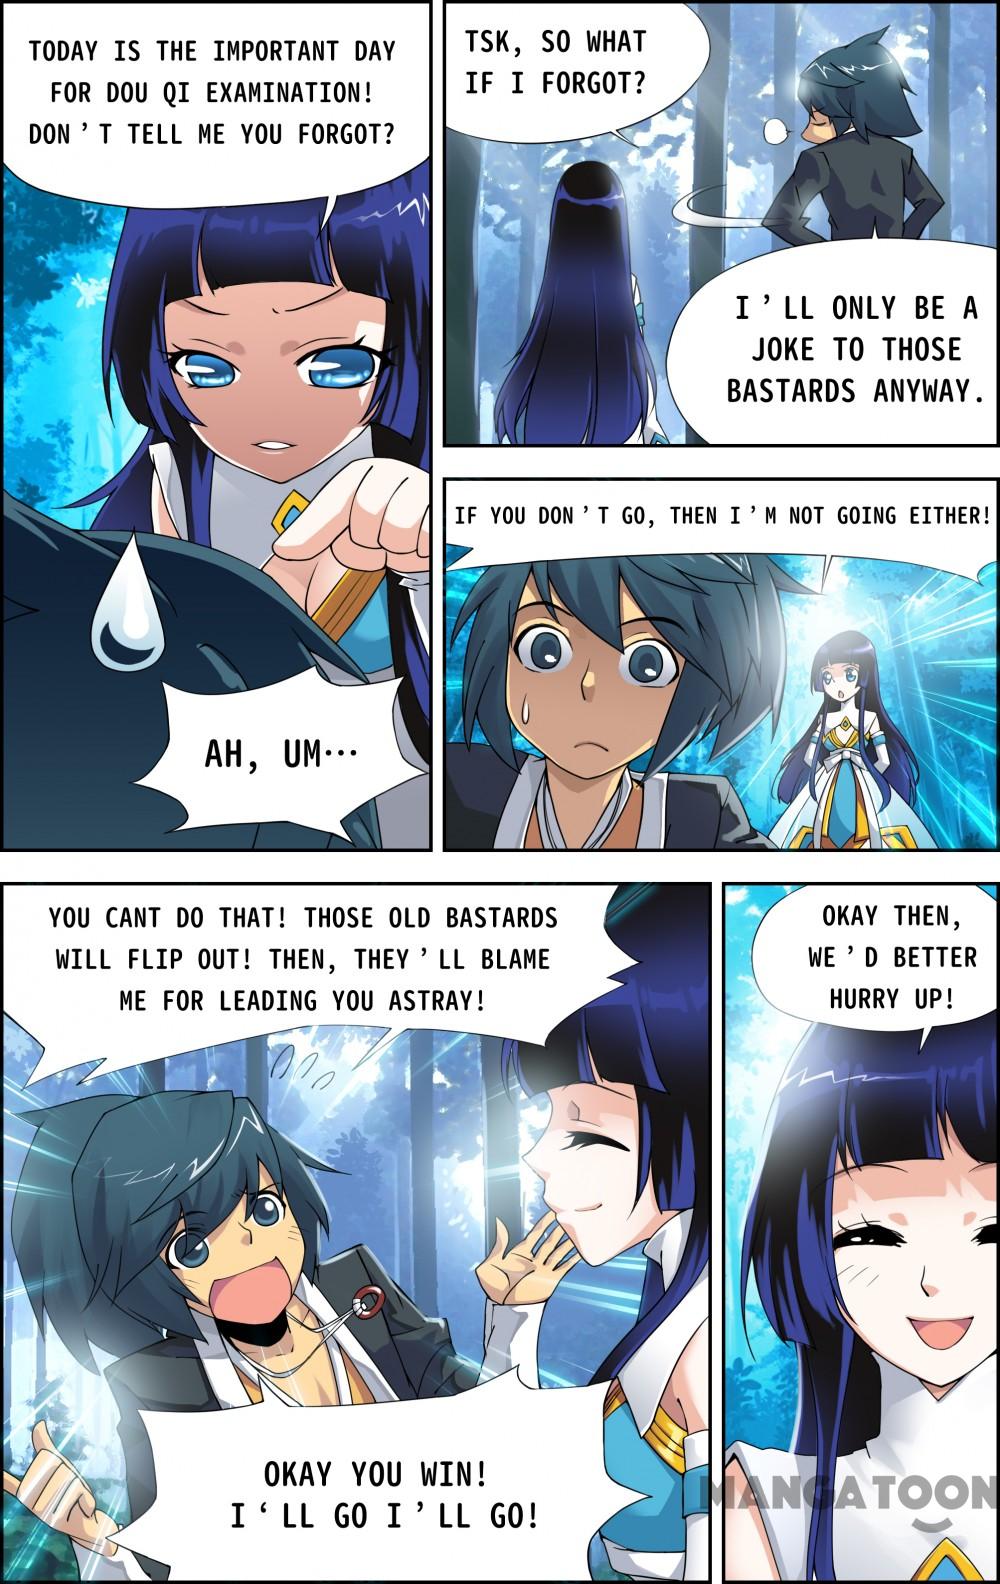 TODAY IS THE IMPORTANT DAY
FOR DOU QI EXAMINATION!
DON'T TELL ME YOU FORGOT?
AH, UM...
TSK, SO WHAT
IF I FORGOT?
I'LL ONLY BE A
JOKE TO THOSE
BASTARDS ANYWAY.
IF YOU DON'T GO, THEN I'M NOT GOING EITHER!
YOU CANT DO THAT! THOSE OLD BASTARDS
WILL FLIP OUT! THEN, THEY'LL BLAME
ME FOR LEADING YOU ASTRAY!
OKAY YOU WIN!
I'LL GO I'LL GO!
OKAY THEN,
WE'D BETTER
HURRY UP!
MANGATOON